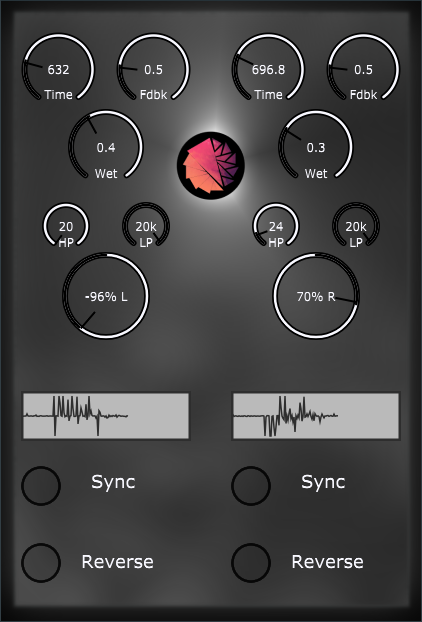 632 0.5 696.8 0.5
Time Fdbk Time Fdbk
0.4 0.3
Wet Wet
20 20k 24 20k
HP LP HP LP
-96% L 70% R
Sync Sync
Reverse Reverse